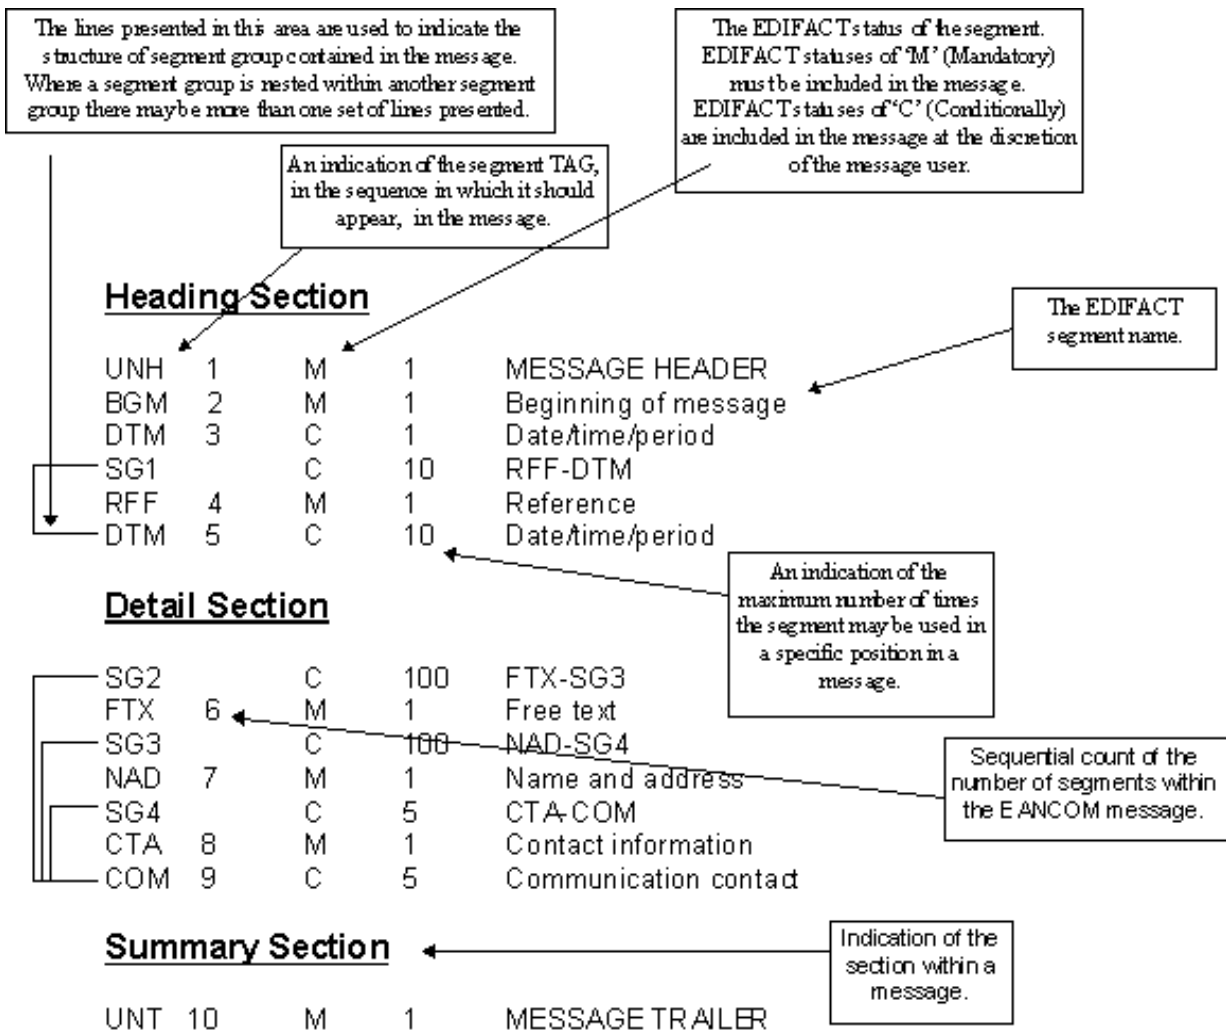 The lines presented in this area are used to indicate the
structure of segment group contained in the message.
Where a segment group is nested within another segment
group there may be more than one set of lines presented.
The EDIFACT status of the segment.
EDIFACT statuses of 'M' (Mandatory)
must be included in the message.
EDIFACT statuses of 'C' (Conditionally)
are included in the message at the discretion
of the message user.
An indication of the segment TAG,
in the sequence in which it should
appear, in the message.
Heading Section
The EDIFACT
segment name.
UNH 1 M 1 MESSAGE HEADER
BGM 2 M 1 Beginning of message
DTM 3 C 1 Date/time/period
SG1 C 10 RFF-DTM
RFF 4 M 1 Reference
DTM 5 C 10 Date/time/period
An indication of the
maximum number of times
the segment may be used in
a specific position in a
message.
Detail Section
SG2 C 100 FTX-SG3
FTX 6 M 1 Free text
SG3 C 100 NAD-SG4
NAD 7 M 1 Name and address
SG4 C 5 CTA-COM
CTA 8 M 1 Contact information
COM 9 C 5 Communication contact
Sequential count of the
number of segments within
the EANCOM message.
Summary Section
Indication of the
section within a
message.
UNT 10 M 1 MESSAGE TRAILER